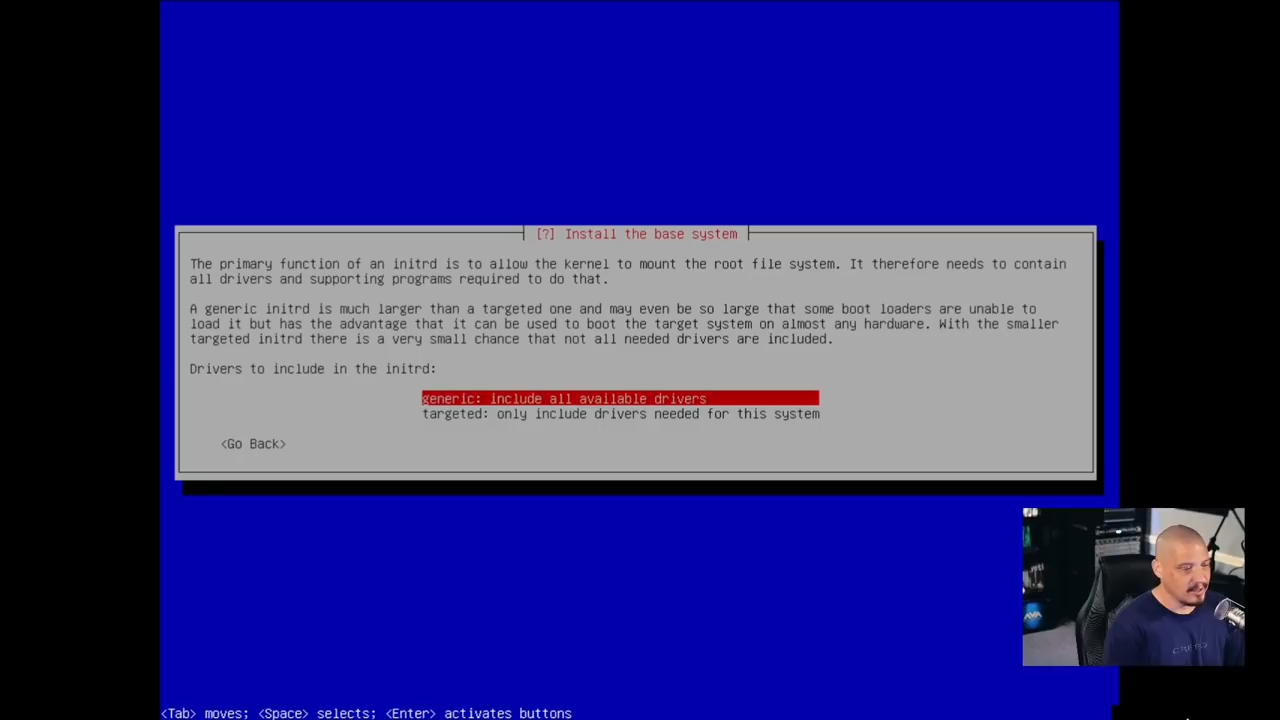 [?] Install the base system
The primary function of an initrd is to allow the kernel to mount the root file system. It therefore needs to contain
all drivers and supporting programs required to do that.
A generic initrd is much larger than a targeted one and may even be so large that some boot loaders are unable to
load it but has the advantage that it can be used to boot the target system on almost any hardware. With the smaller
targeted initrd there is a very small chance that not all needed drivers are included.
Drivers to include in the initrd:
generic: include all available drivers
targeted: only include drivers needed for this system
<Go Back>
<Tab> moves; <Space> selects; <Enter> activates buttons